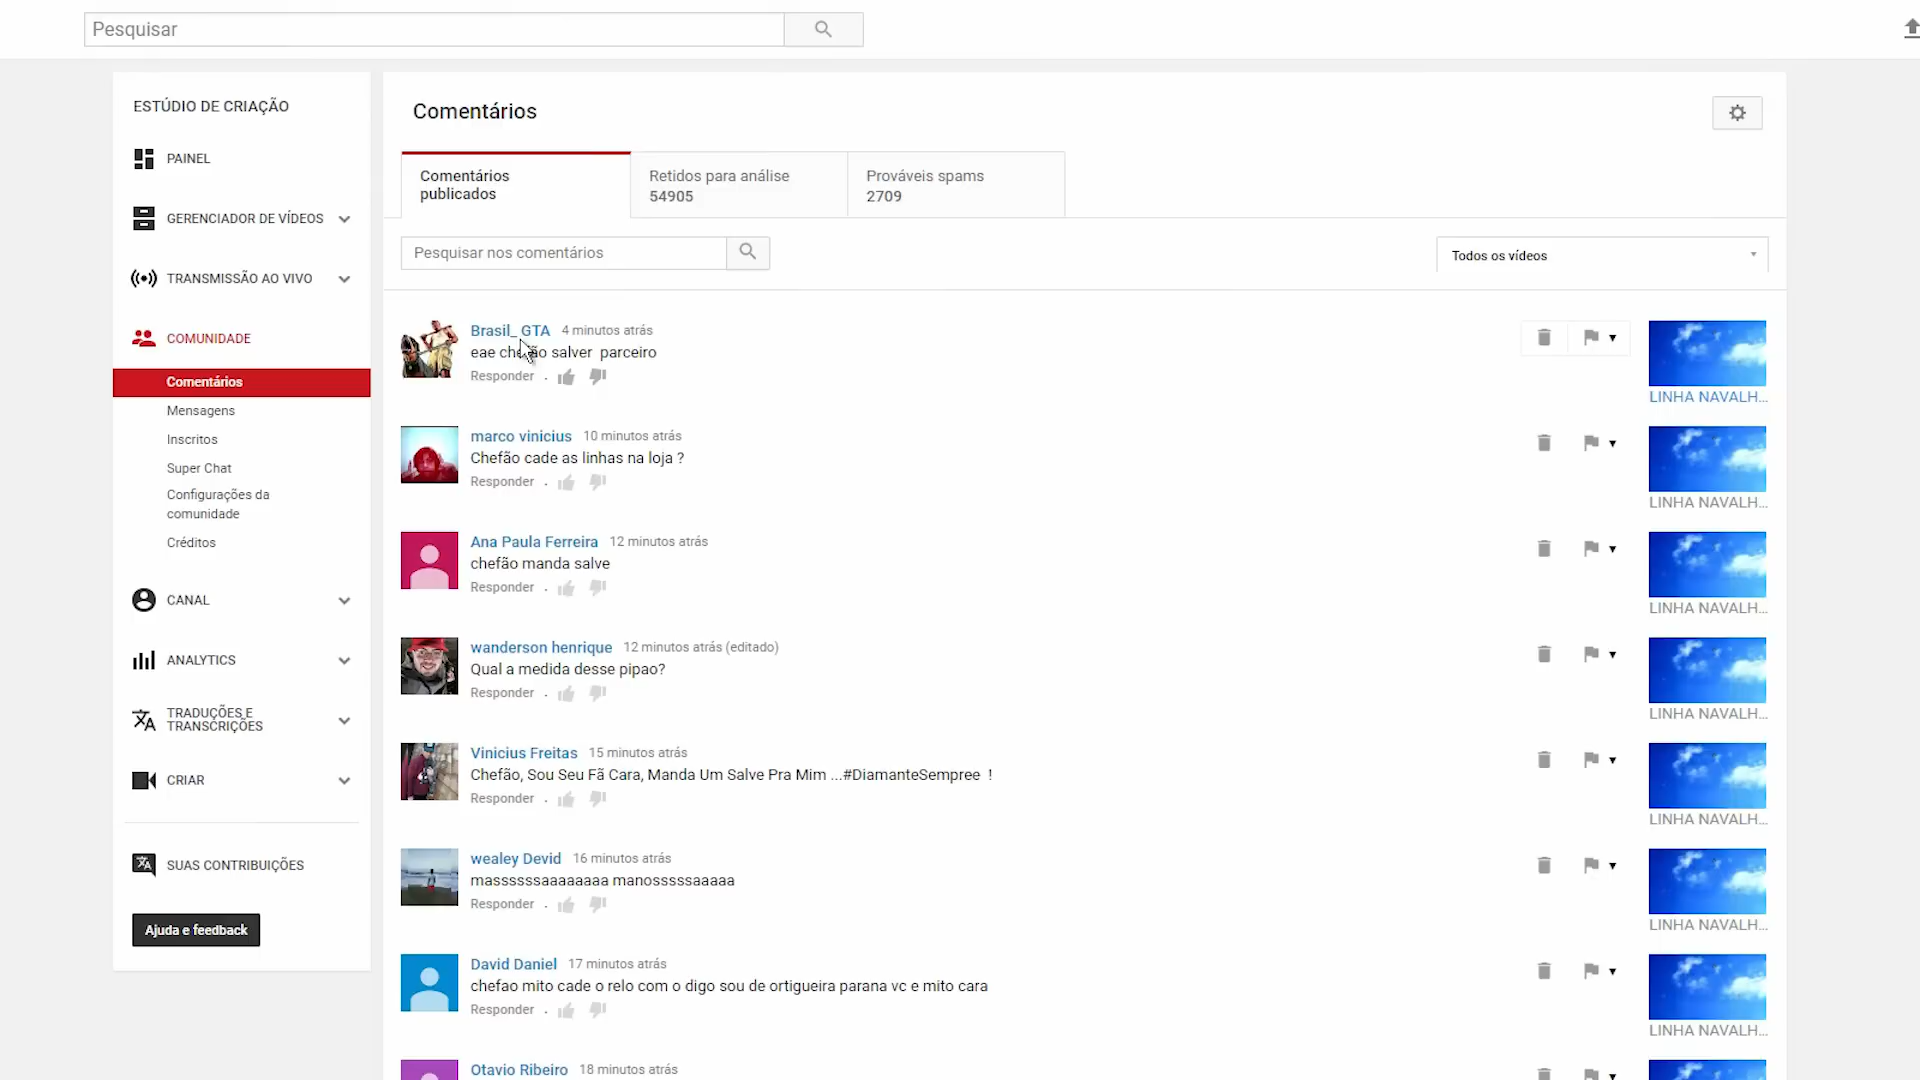 Pesquisar
ESTÚDIO DE CRIAÇÃO
PAINEL
GERENCIADOR DE VÍDEOS
TRANSMISSÃO AO VIVO
COMUNIDADE
Comentários
Mensagens
Inscritos
Super Chat
Configurações da
comunidade
Créditos
CANAL
ANALYTICS
TRADUÇÕES E
TRANSCRIÇÕES
CRIAR
SUAS CONTRIBUIÇÕES
Ajuda e feedback
Comentários
Comentários
publicados
Retidos para análise
54905
Prováveis spams
2709
Pesquisar nos comentários
Todos os vídeos
Brasil_ GTA 4 minutos atrás
eae chefão salver parceiro
Responder .
LINHA NAVALH...
marco vinicius 10 minutos atrás
Chefão cade as linhas na loja ?
Responder .
LINHA NAVALH...
Ana Paula Ferreira 12 minutos atrás
chefão manda salve
Responder .
LINHA NAVALH...
wanderson henrique 12 minutos atrás (editado)
Qual a medida desse pipao?
Responder .
LINHA NAVALH...
Vinicius Freitas 15 minutos atrás
Chefão, Sou Seu Fã Cara, Manda Um Salve Pra Mim ...#DiamanteSempree !
Responder .
LINHA NAVALH...
wealey Devid 16 minutos atrás
massssssaaaaaaaa manosssssaaaaa
Responder .
LINHA NAVALH...
David Daniel 17 minutos atrás
chefao mito cade o relo com o digo sou de ortigueira parana vc e mito cara
Responder .
LINHA NAVALH...
Otavio Ribeiro 18 minutos atrás